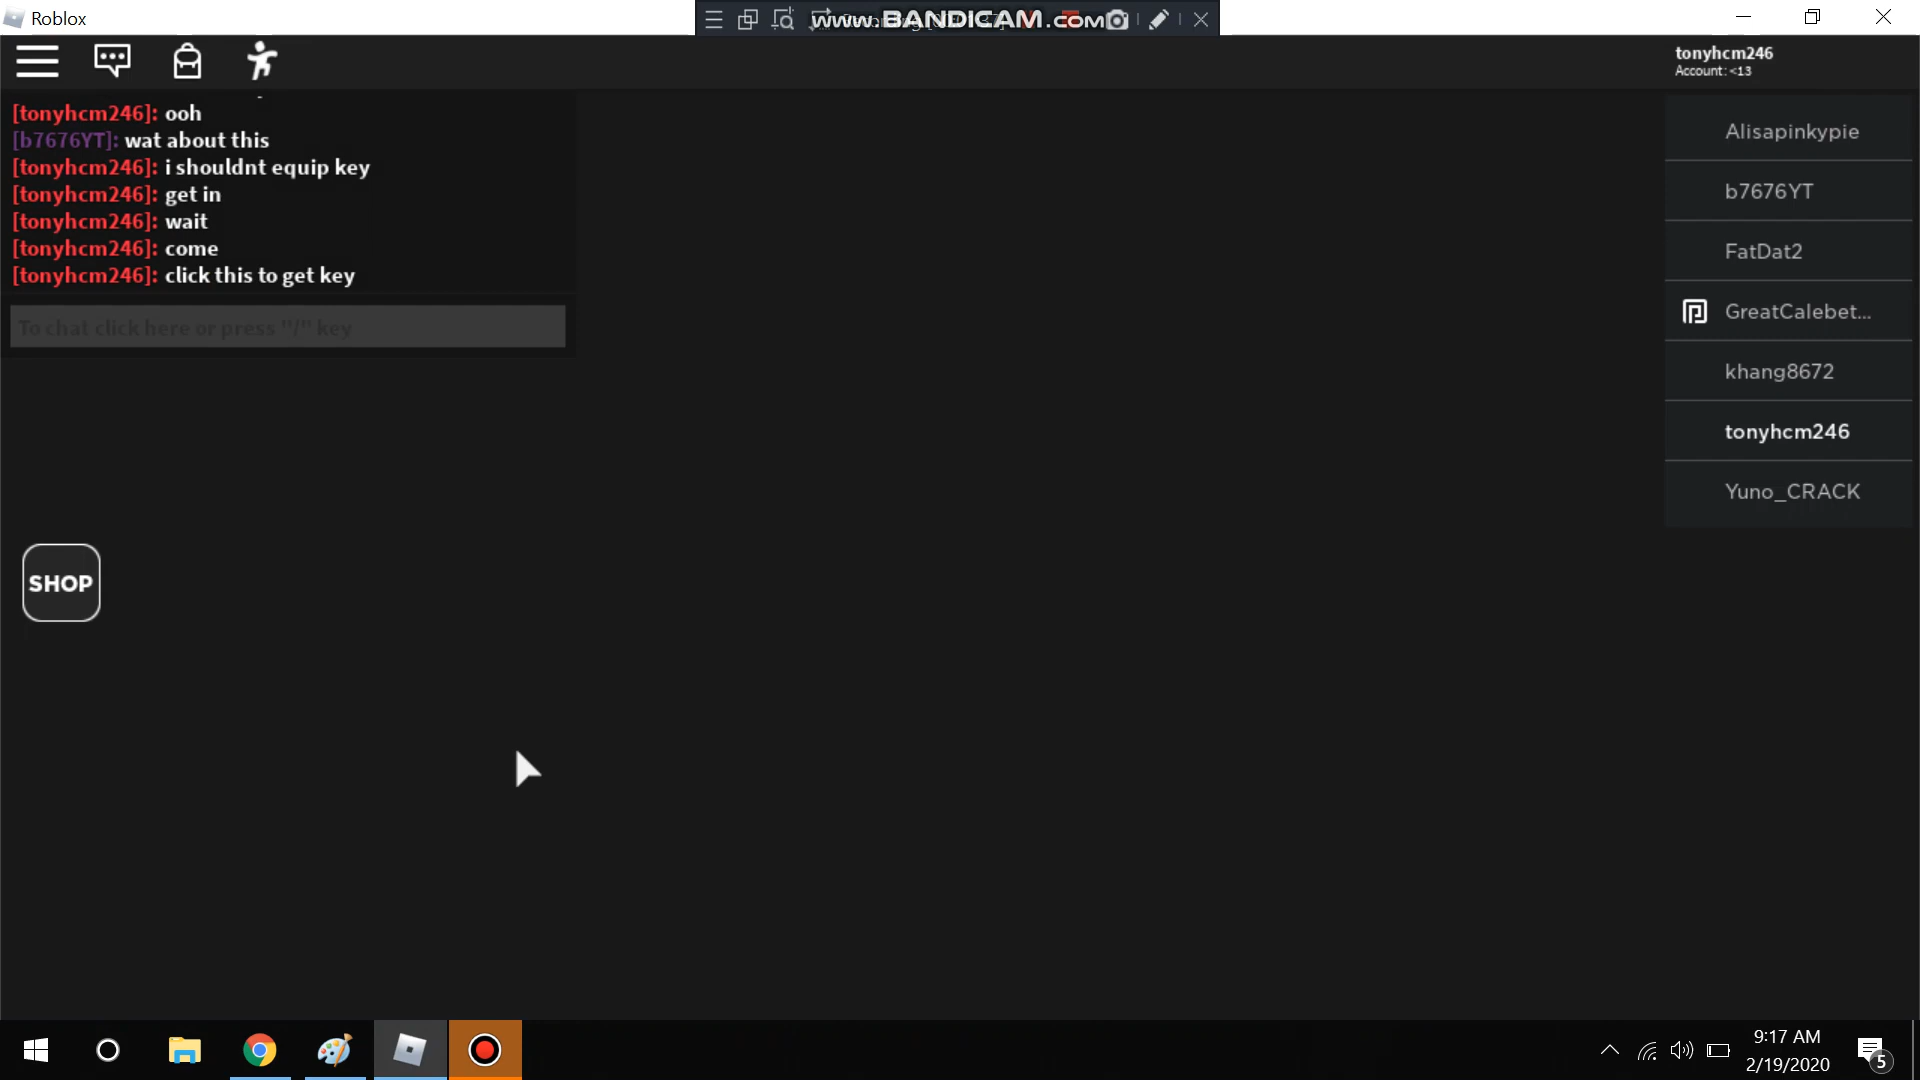 Roblox
www.BANDICAM.com
tonyhcm246
Account: <13
[tonyhcm246]: ooh
[b7676YT]: wat about this
[tonyhcm246]: i shouldnt equip key
[tonyhcm246]: get in
[tonyhcm246]: wait
[tonyhcm246]: come
[tonyhcm246]: click this to get key
To chat click here or press "/" key
Alisapinkypie
b7676YT
FatDat2
GreatCalebet...
khang8672
tonyhcm246
Yuno_CRACK
SHOP
9:17 AM
2/19/2020
5